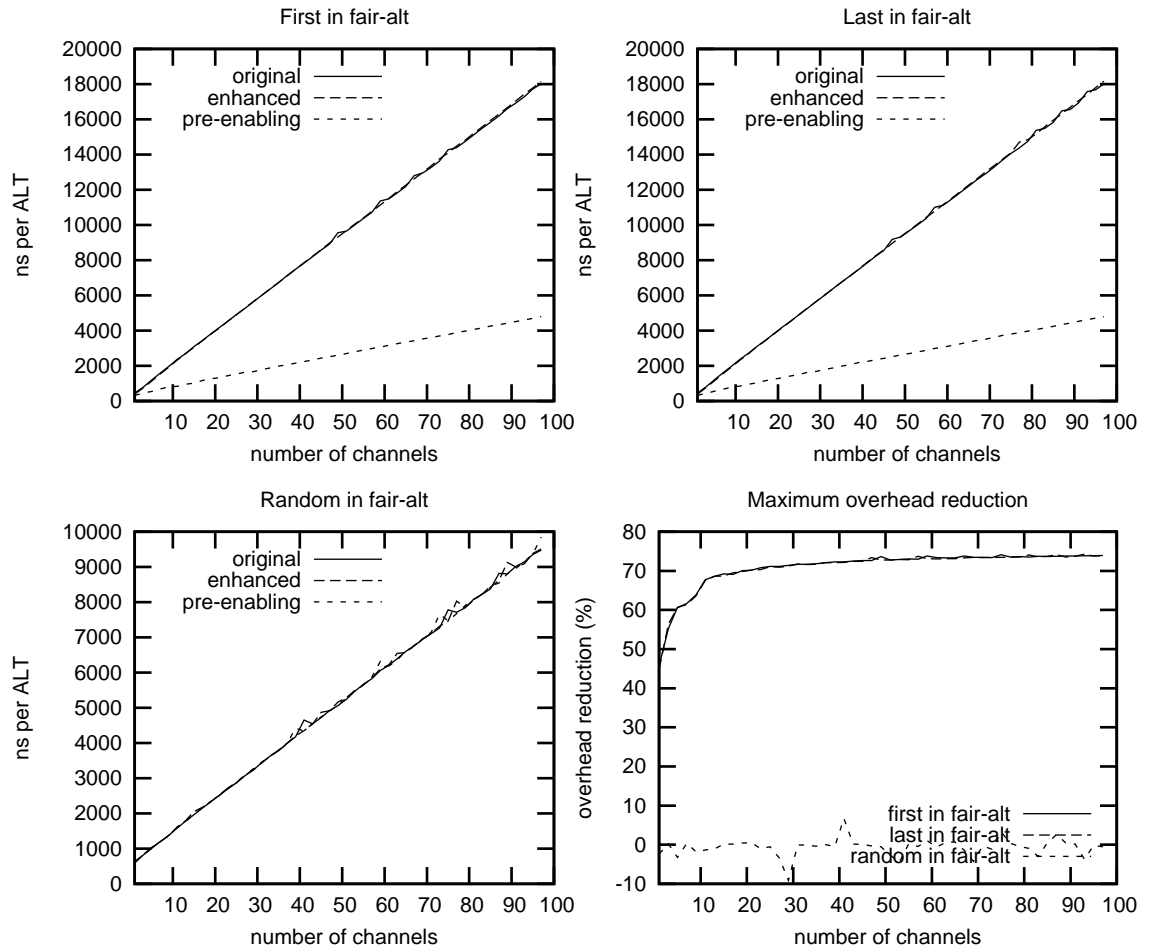 First in fair-alt
20000
18000
16000
14000
12000
10000
8000
6000
4000
2000
0
ns per ALT
original
enhanced
pre-enabling
10 20 30 40 50 60 70 80 90 100
number of channels
Last in fair-alt
20000
18000
16000
14000
12000
10000
8000
6000
4000
2000
0
ns per ALT
original
enhanced
pre-enabling
10 20 30 40 50 60 70 80 90 100
number of channels
Random in fair-alt
10000
9000
8000
7000
6000
5000
4000
3000
2000
1000
0
ns per ALT
original
enhanced
pre-enabling
10 20 30 40 50 60 70 80 90 100
number of channels
Maximum overhead reduction
80
70
60
50
40
30
20
10
0
-10
overhead reduction (%)
first in fair-alt
last in fair-alt
random in fair-alt
10 20 30 40 50 60 70 80 90 100
number of channels